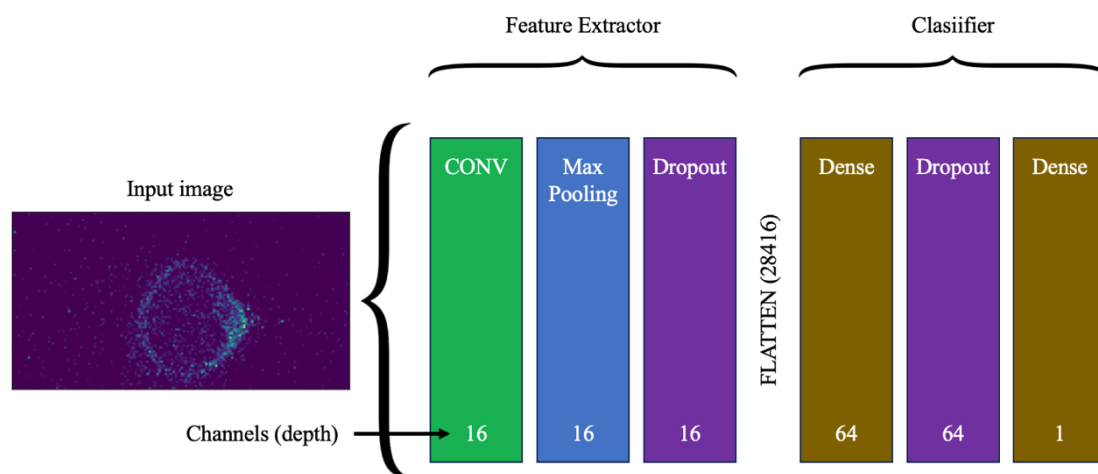 Feature Extractor
Clasiifier
Input image
CONV
Max
Pooling
Dropout
FLATTEN (28416)
Dense
Dropout
Dense
Channels (depth)
16
16
16
64
64
1